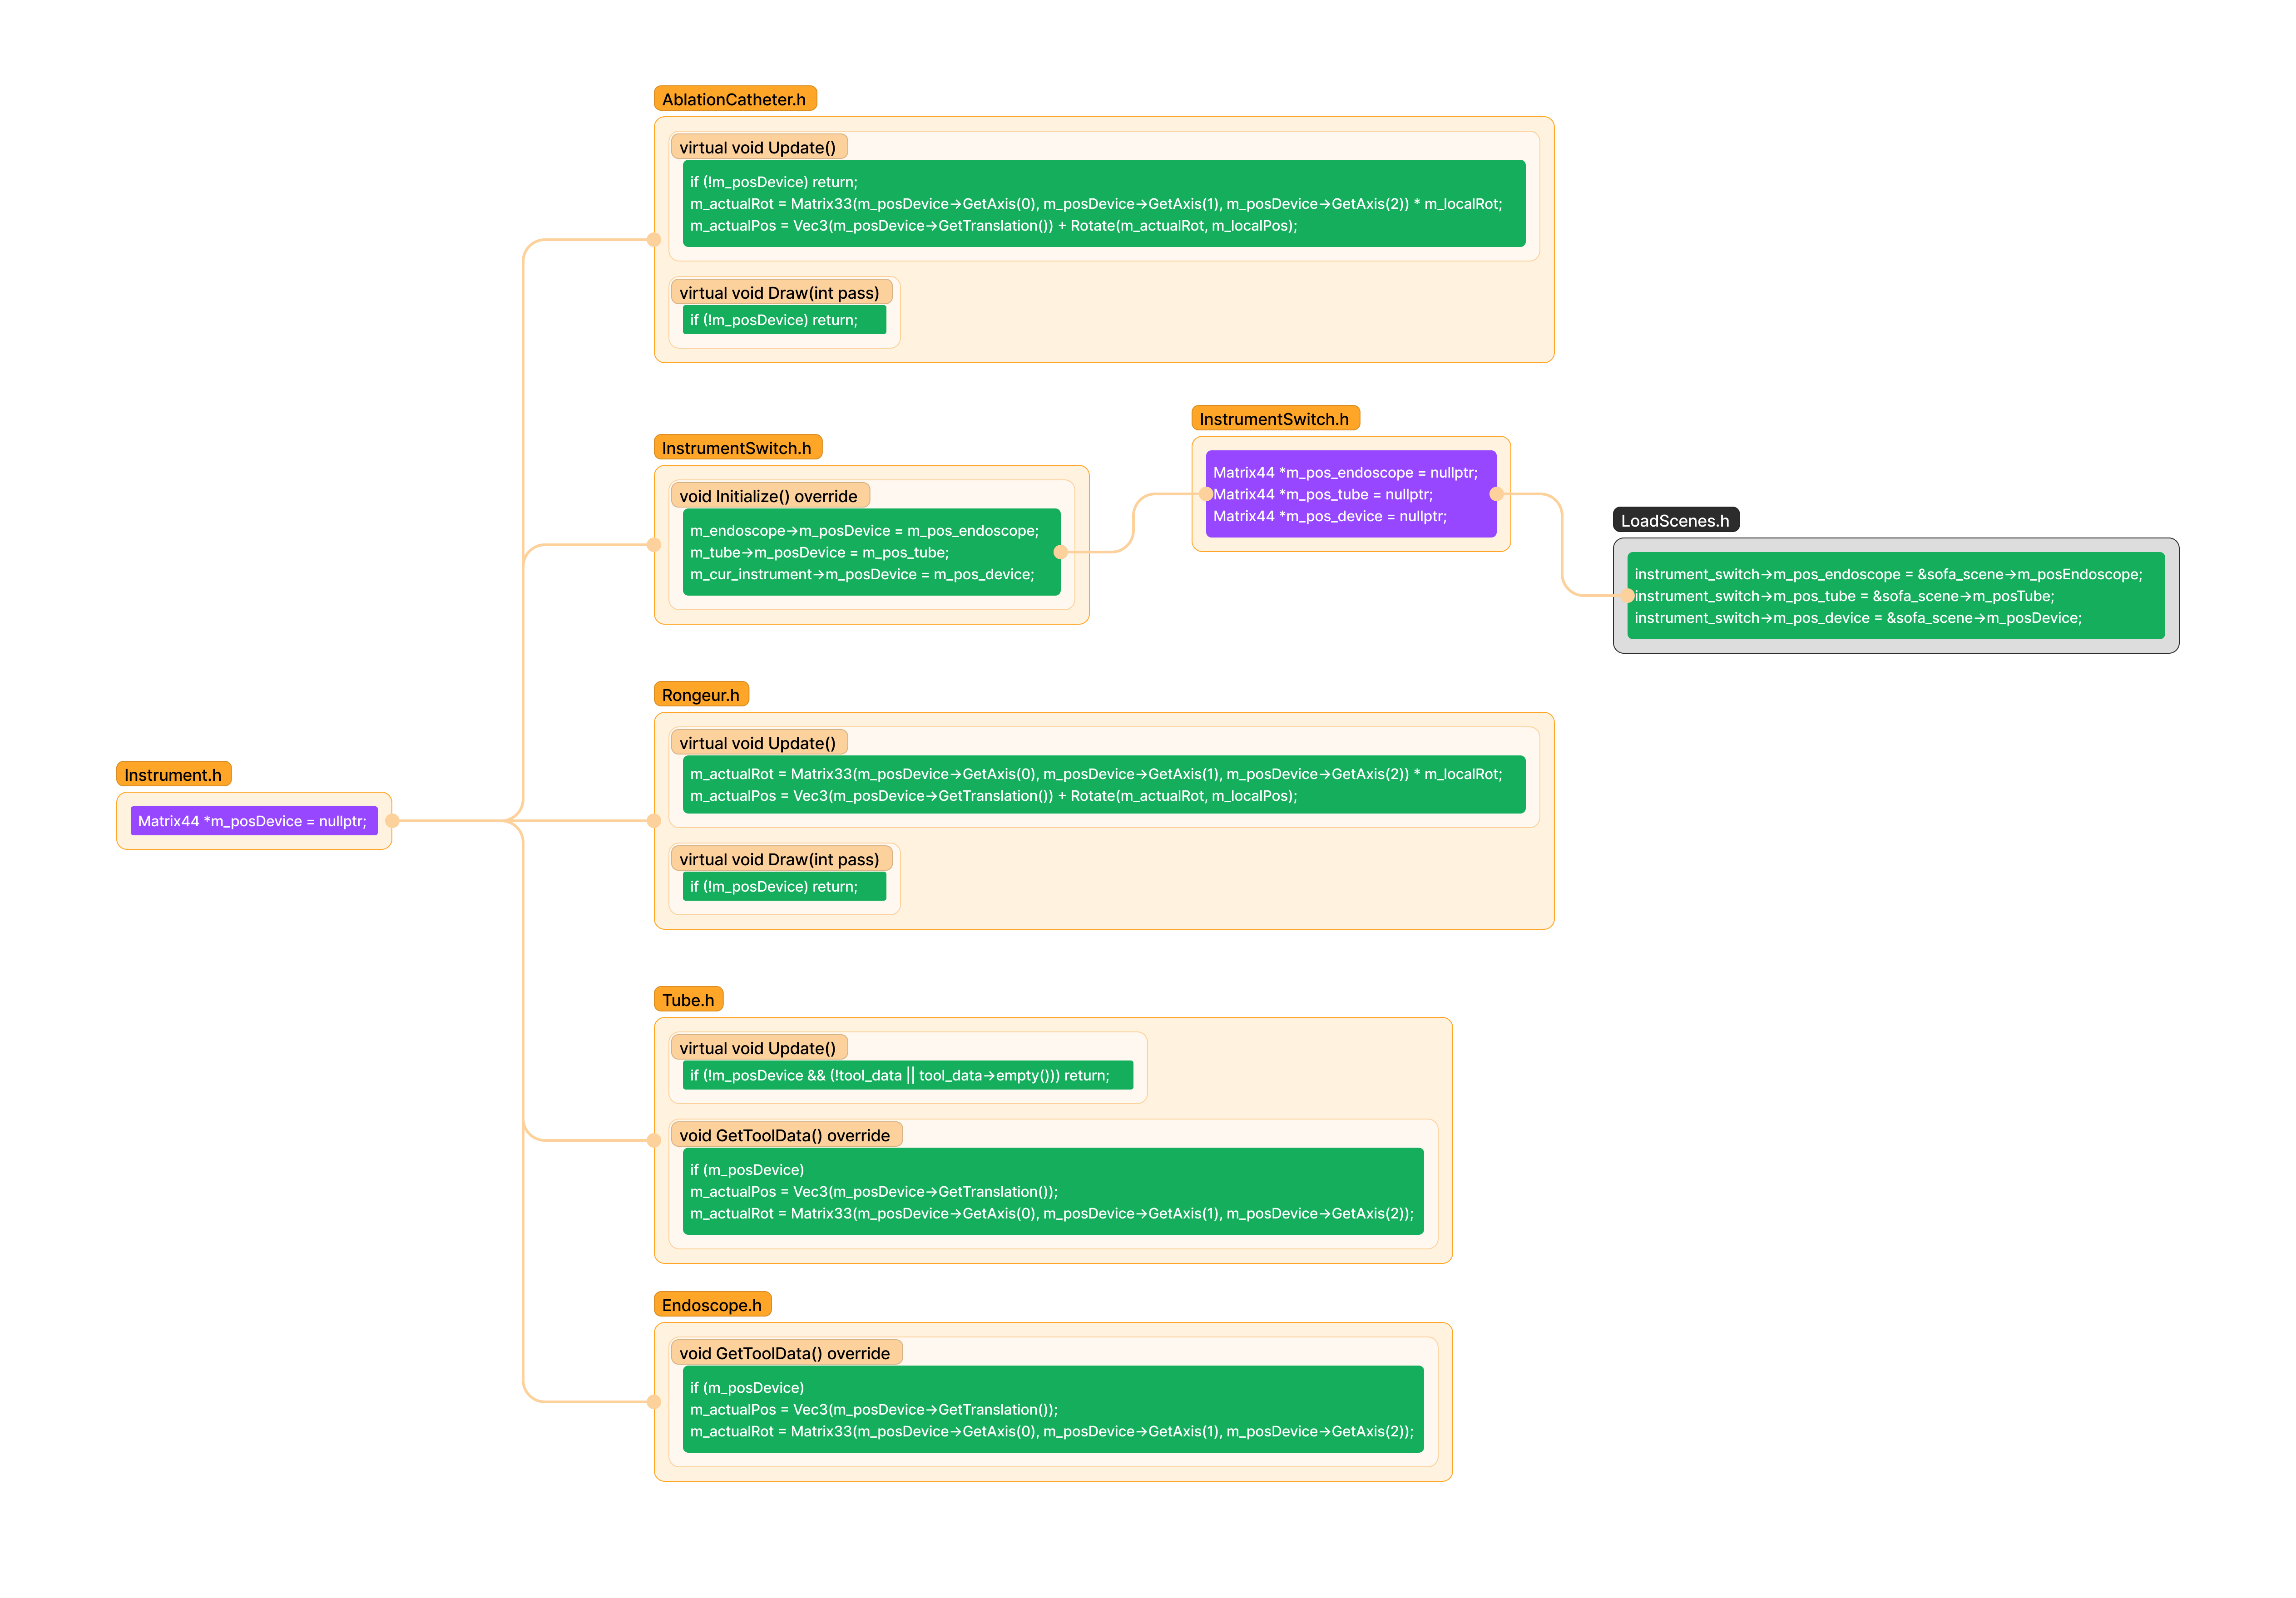 AblationCatheter.h
virtual void Update()
if (!m_posDevice) return;
m_actualRot = Matrix33(m_posDevice→GetAxis(0), m_posDevice→GetAxis(1), m_posDevice→GetAxis(2)) * m_localRot;
m_actualPos = Vec3(m_posDevice→GetTranslation()) + Rotate(m_actualRot, m_localPos);
virtual void Draw(int pass)
if (!m_posDevice) return;
InstrumentSwitch.h
void Initialize() override
m_endoscope→m_posDevice = m_pos_endoscope;
m_tube→m_posDevice = m_pos_tube;
m_cur_instrument→m_posDevice = m_pos_device;
InstrumentSwitch.h
Matrix44 *m_pos_endoscope = nullptr;
Matrix44 *m_pos_tube = nullptr;
Matrix44 *m_pos_device = nullptr;
LoadScenes.h
instrument_switch→m_pos_endoscope = &sofa_scene→m_posEndoscope;
instrument_switch→m_pos_tube = &sofa_scene→m_posTube;
instrument_switch→m_pos_device = &sofa_scene→m_posDevice;
Instrument.h
Matrix44 *m_posDevice = nullptr;
Rongeur.h
virtual void Update()
m_actualRot = Matrix33(m_posDevice→GetAxis(0), m_posDevice→GetAxis(1), m_posDevice→GetAxis(2)) * m_localRot;
m_actualPos = Vec3(m_posDevice→GetTranslation()) + Rotate(m_actualRot, m_localPos);
virtual void Draw(int pass)
if (!m_posDevice) return;
Tube.h
virtual void Update()
if (!m_posDevice && (!tool_data || tool_data→empty())) return;
void GetToolData() override
if (m_posDevice)
m_actualPos = Vec3(m_posDevice→GetTranslation());
m_actualRot = Matrix33(m_posDevice→GetAxis(0), m_posDevice→GetAxis(1), m_posDevice→GetAxis(2));
Endoscope.h
void GetToolData() override
if (m_posDevice)
m_actualPos = Vec3(m_posDevice→GetTranslation());
m_actualRot = Matrix33(m_posDevice→GetAxis(0), m_posDevice→GetAxis(1), m_posDevice→GetAxis(2));